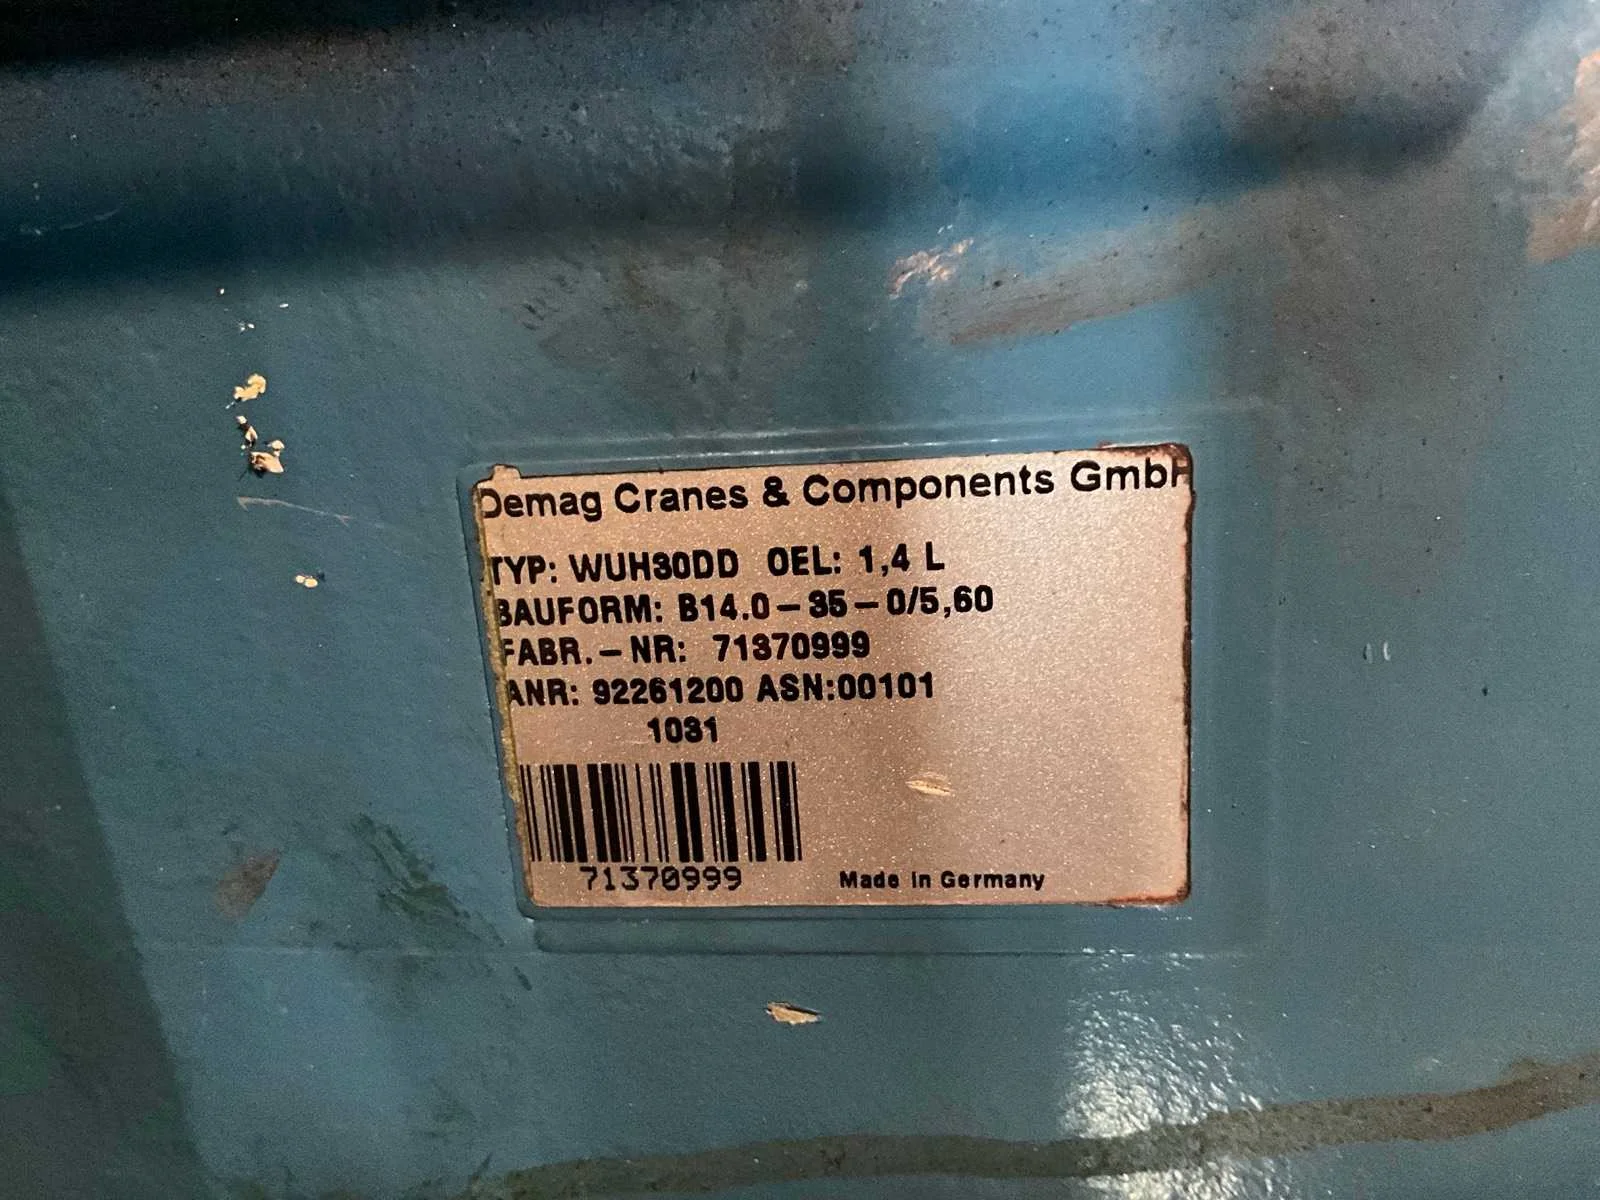 Demag Cranes & Components GmbH
TYP: WUH30DD OEL: 1,4 L
BAUFORM: B14.0-35-0/5,60
FABR.-NR: 71370999
ANR: 92261200 ASN:00101
1031
71370999
Made in Germany